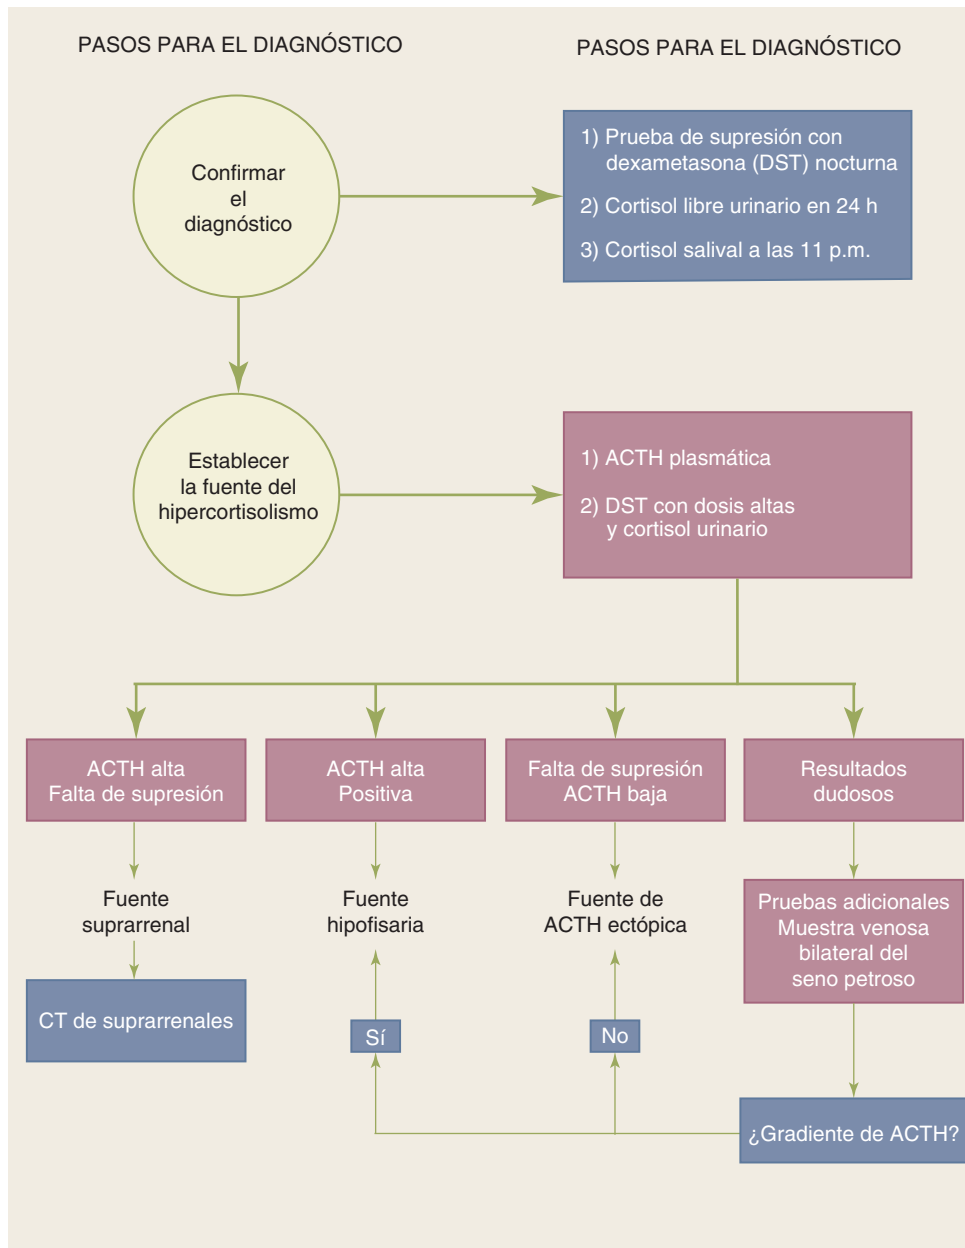 PASOS PARA EL DIAGNÓSTICO
PASOS PARA EL DIAGNÓSTICO
Confirmar
el
diagnóstico
1) Prueba de supresión con
dexametasona (DST) nocturna
2) Cortisol libre urinario en 24 h
3) Cortisol salival a las 11 p.m.
Establecer
la fuente del
hipercortisolismo
1) ACTH plasmática
2) DST con dosis altas
y cortisol urinario
ACTH alta
Falta de supresión
ACTH alta
Positiva
Falta de supresión
ACTH baja
Resultados
dudosos
Fuente
suprarrenal
Fuente
hipofisaria
Fuente de
ACTH ectópica
Pruebas adicionales
Muestra venosa
bilateral del
seno petroso
CT de suprarrenales
Sí
No
¿Gradiente de ACTH?